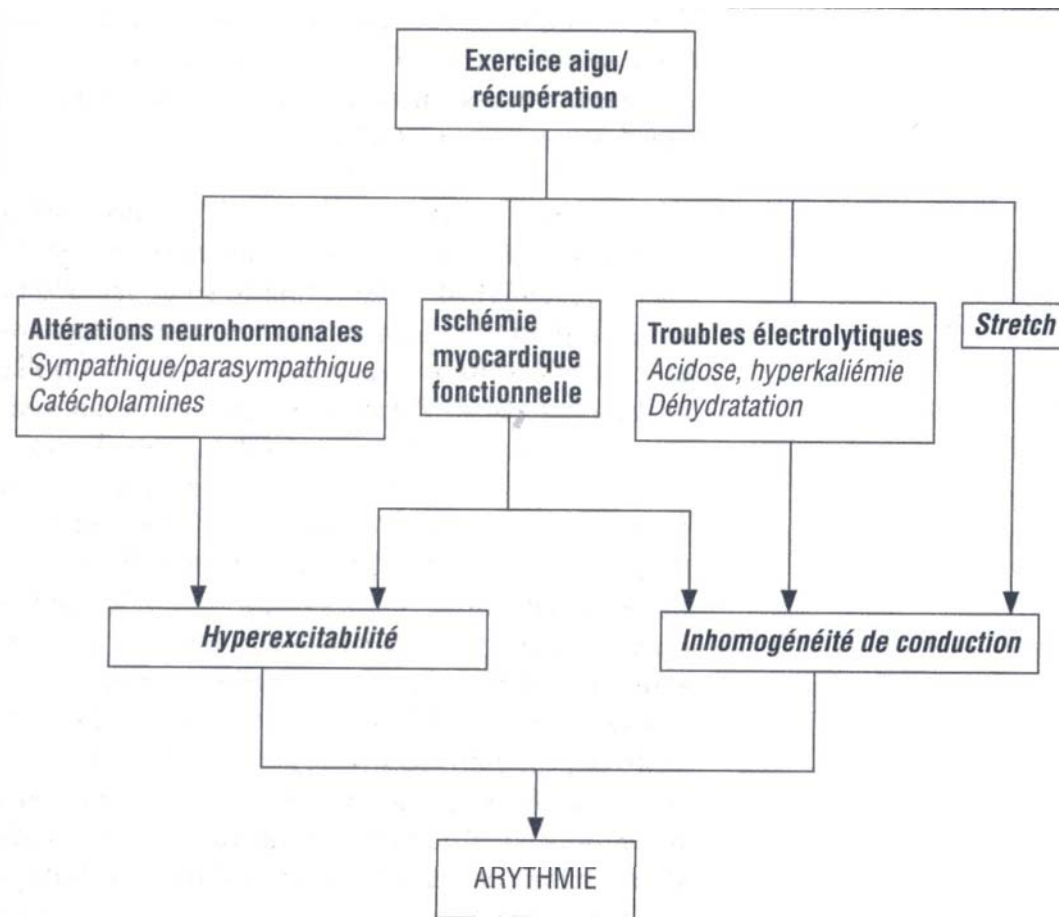 Exercice aigu/
récupération
Altérations neurohormonales
Sympathique/parasympathique
Catécholamines
Ischémie
myocardique
fonctionnelle
Troubles électrolytiques
Acidose, hyperkaliémie
Déhydratation
Stretch
Hyperexcitabilité
Inhomogénéité de conduction
ARYTHMIE